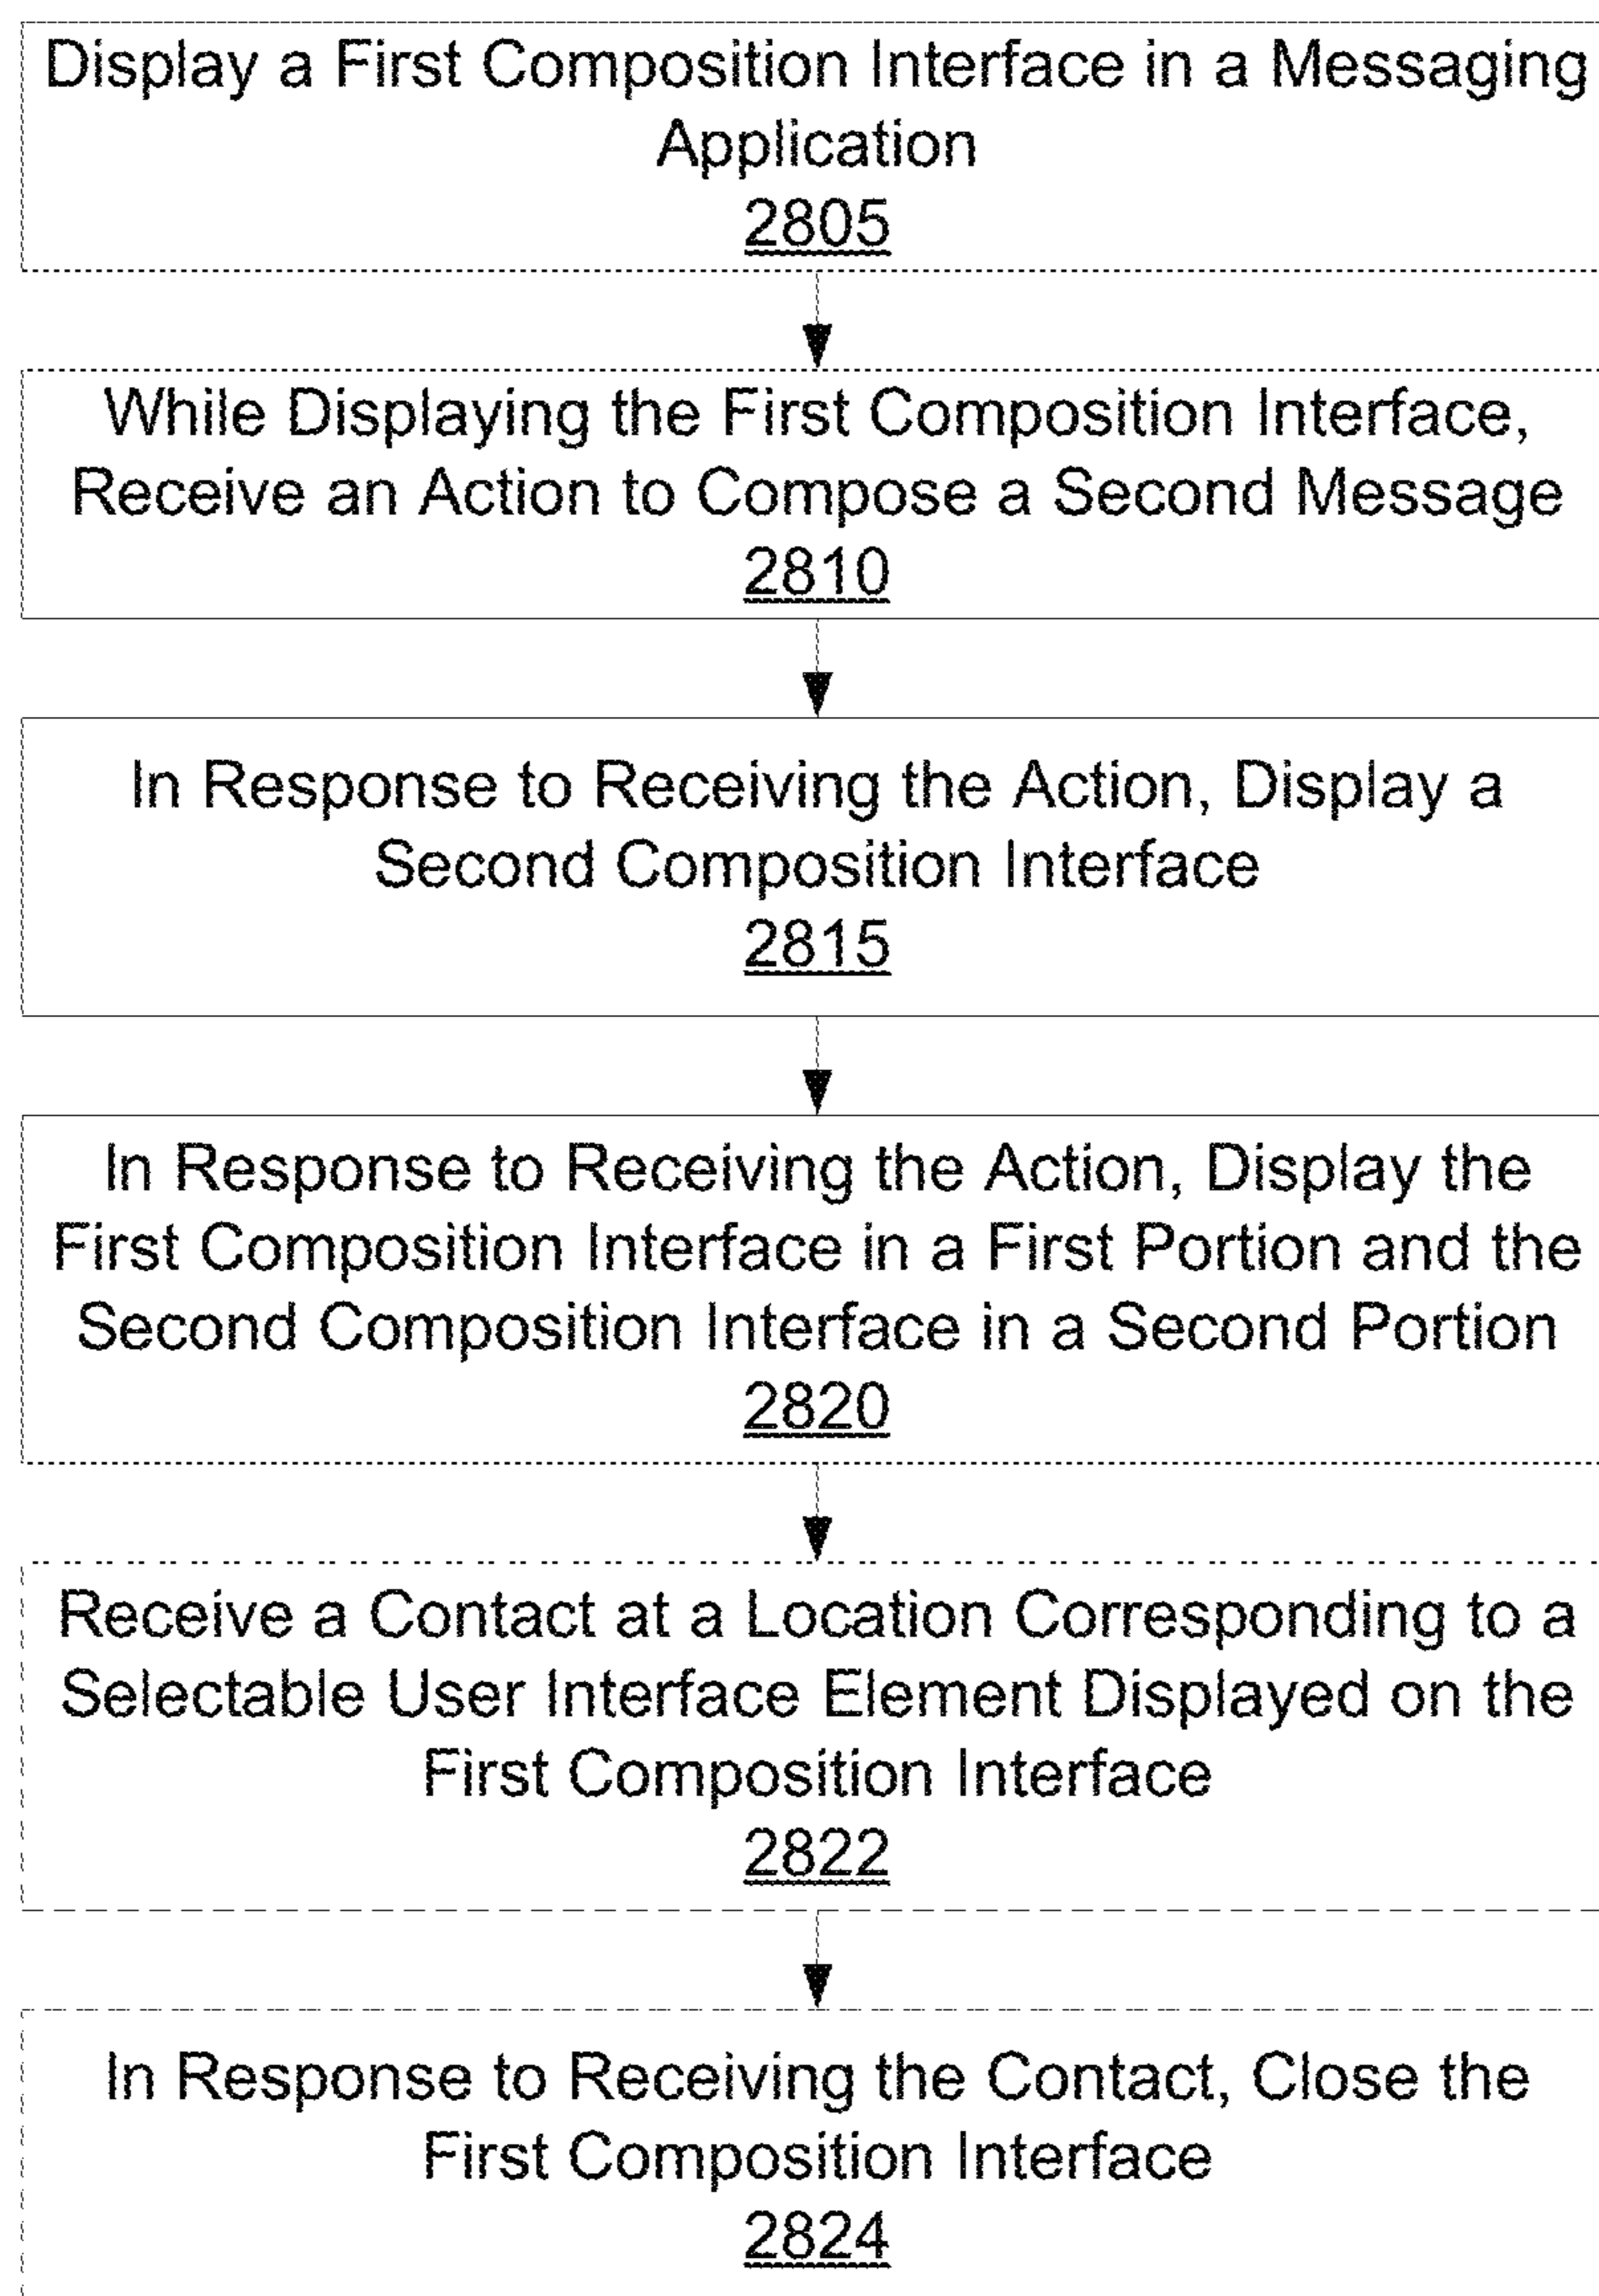 Display a First Composition Interface in a Messaging
Application
2805
While Displaying the First Composition Interface,
Receive an Action to Compose a Second Message
2810
In Response to Receiving the Action, Display a
Second Composition Interface
2815
In Response to Receiving the Action, Display the
First Composition Interface in a First Portion and the
Second Composition Interface in a Second Portion
2820
Receive a Contact at a Location Corresponding to a
Selectable User Interface Element Displayed on the
First Composition Interface
2822
In Response to Receiving the Contact, Close the
First Composition Interface
2824